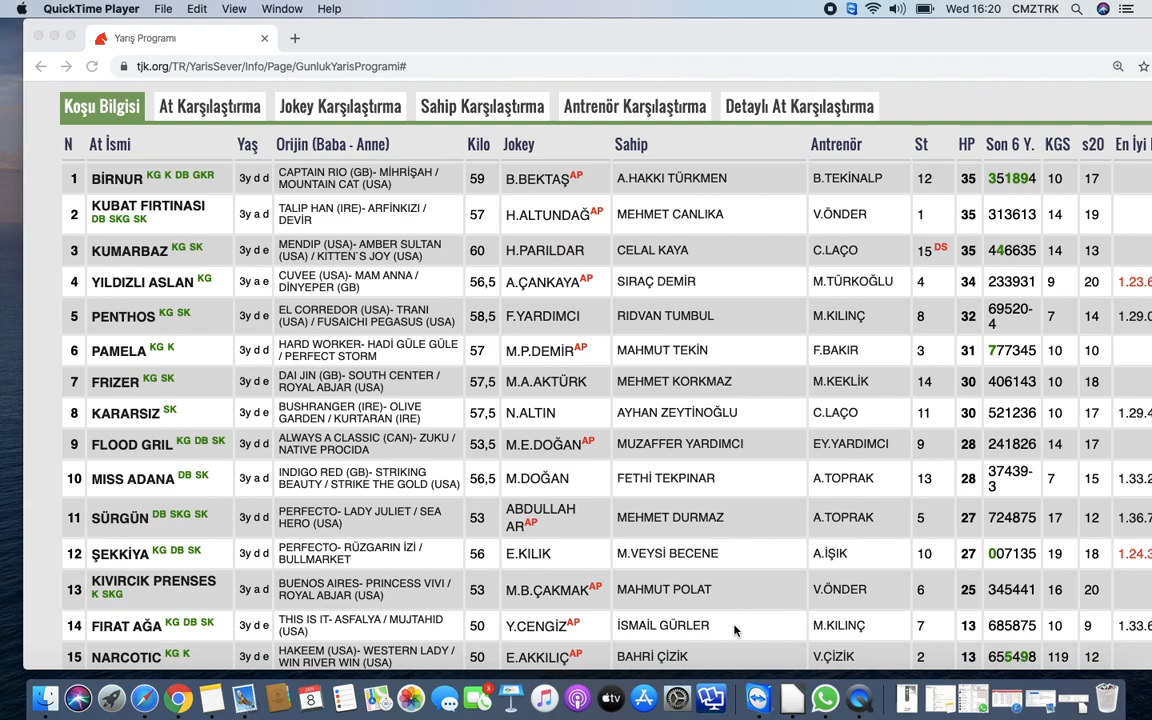 QuickTime Player File Edit View Window Help Wed 16:20 CMZTRK
Yarış Programı
tjk.org/TR/YarisSever/Info/Page/GunlukYarisProgrami#
Koşu Bilgisi At Karşılaştırma Jokey Karşılaştırma Sahip Karşılaştırma Antrenör Karşılaştırma Detaylı At Karşılaştırma
N At İsmi Yaş Orijin (Baba - Anne) Kilo Jokey Sahip Antrenör St HP Son 6 Y. KGS s20 En İyi
1 BİRNUR KG K DB GKR 3y d d CAPTAIN RIO (GB)- MİHRİŞAH / MOUNTAIN CAT (USA) 59 B.BEKTAŞ AP A.HAKKI TÜRKMEN B.TEKİNALP 12 35 351894 10 17
2 KUBAT FIRTINASI DB SKG SK 3y a d TALIP HAN (IRE)- ARFİNKIZI / DEVİR 57 H.ALTUNDAĞ AP MEHMET CANLIKA V.ÖNDER 1 35 313613 14 19
3 KUMARBAZ KG SK 3y d e MENDIP (USA)- AMBER SULTAN (USA) / KITTEN`S JOY (USA) 60 H.PARILDAR CELAL KAYA C.LAÇO 15 DS 35 446635 14 13
4 YILDIZLI ASLAN KG 3y a e CUVEE (USA)- MAM ANNA / DİNYEPER (GB) 56,5 A.ÇANKAYA AP SIRAÇ DEMİR M.TÜRKOĞLU 4 34 233931 9 20 1.23.6
5 PENTHOS KG SK 3y d e EL CORREDOR (USA)- TRANI (USA) / FUSAICHI PEGASUS (USA) 58,5 F.YARDIMCI RIDVAN TUMBUL M.KILINÇ 8 32 69520-4 7 14 1.29.0
6 PAMELA KG K 3y d d HARD WORKER- HADİ GÜLE GÜLE / PERFECT STORM 57 M.P.DEMİR AP MAHMUT TEKİN F.BAKIR 3 31 777345 10 10
7 FRIZER KG SK 3y d e DAI JIN (GB)- SOUTH CENTER / ROYAL ABJAR (USA) 57,5 M.A.AKTÜRK MEHMET KORKMAZ M.KEKLİK 14 30 406143 10 18
8 KARARSIZ SK 3y d e BUSHRANGER (IRE)- OLIVE GARDEN / KURTARAN (IRE) 57,5 N.ALTIN AYHAN ZEYTİNOĞLU C.LAÇO 11 30 521236 10 17 1.29.4
9 FLOOD GRIL KG DB SK 3y d d ALWAYS A CLASSIC (CAN)- ZUKU / NATIVE PROCIDA 53,5 M.E.DOĞAN AP MUZAFFER YARDIMCI EY.YARDIMCI 9 28 241826 14 17
10 MISS ADANA DB SK 3y a d INDIGO RED (GB)- STRIKING BEAUTY / STRIKE THE GOLD (USA) 56,5 M.DOĞAN FETHİ TEKPINAR A.TOPRAK 13 28 37439-3 7 15 1.33.2
11 SÜRGÜN DB SKG SK 3y d d PERFECTO- LADY JULIET / SEA HERO (USA) 53 ABDULLAH AR AP MEHMET DURMAZ A.TOPRAK 5 27 724875 17 12 1.36.7
12 ŞEKKİYA KG DB SK 3y d d PERFECTO- RÜZGARIN İZİ / BULLMARKET 56 E.KILIK M.VEYSİ BECENE A.IŞIK 10 27 007135 19 18 1.24.3
13 KIVIRCIK PRENSES K SKG 3y a d BUENOS AIRES- PRINCESS VIVI / ROYAL ABJAR (USA) 53 M.B.ÇAKMAK AP MAHMUT POLAT V.ÖNDER 6 25 345441 16 20
14 FIRAT AĞA KG DB SK 3y d e THIS IS IT- ASFALYA / MUJTAHID (USA) 50 Y.CENGİZ AP İSMAİL GÜRLER M.KILINÇ 7 13 685875 10 9 1.33.6
15 NARCOTIC KG K 3y d e HAKEEM (USA)- WESTERN LADY / WIN RIVER WIN (USA) 50 E.AKKILIÇ AP BAHRİ ÇİZİK V.ÇİZİK 2 13 655498 119 12